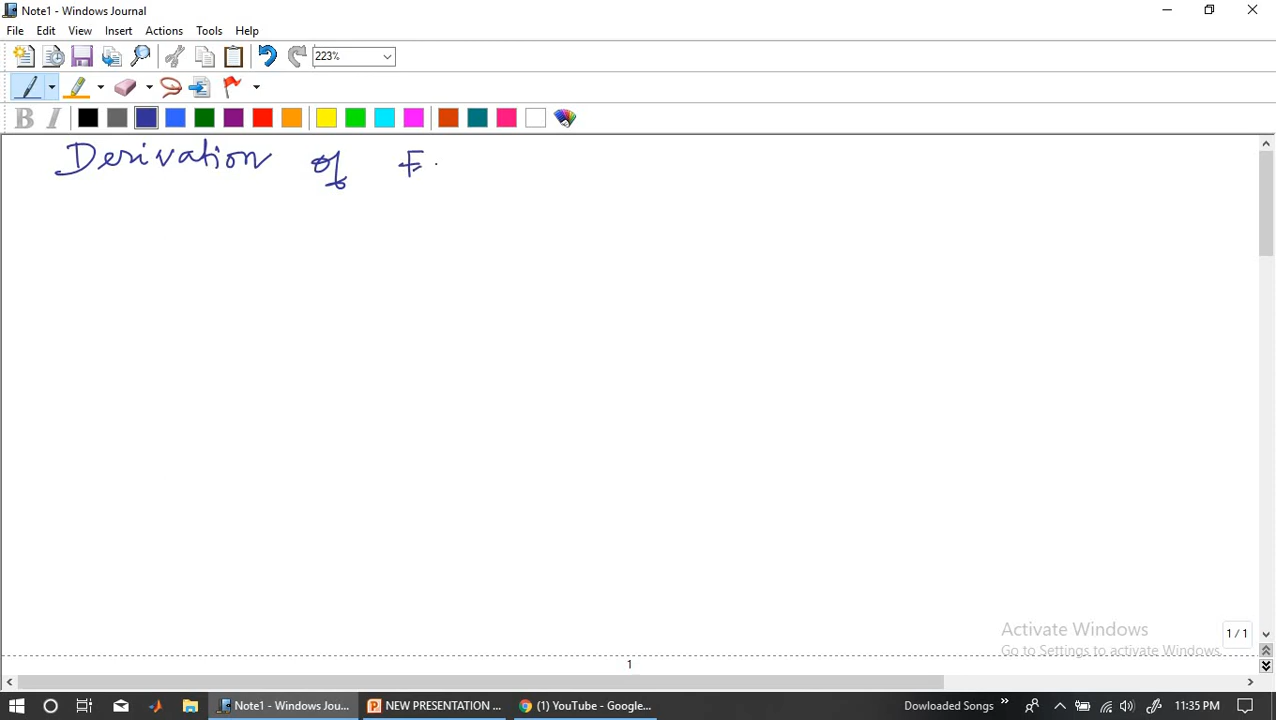 Note1 - Windows Journal
File Edit View Insert Actions Tools Help
223%
B I
Derivation of F
Activate Windows
Go to Settings to activate Windows.
1 / 1
1
Note1 - Windows Jou... NEW PRESENTATION ... (1) YouTube - Google... Dowloaded Songs 11:35 PM